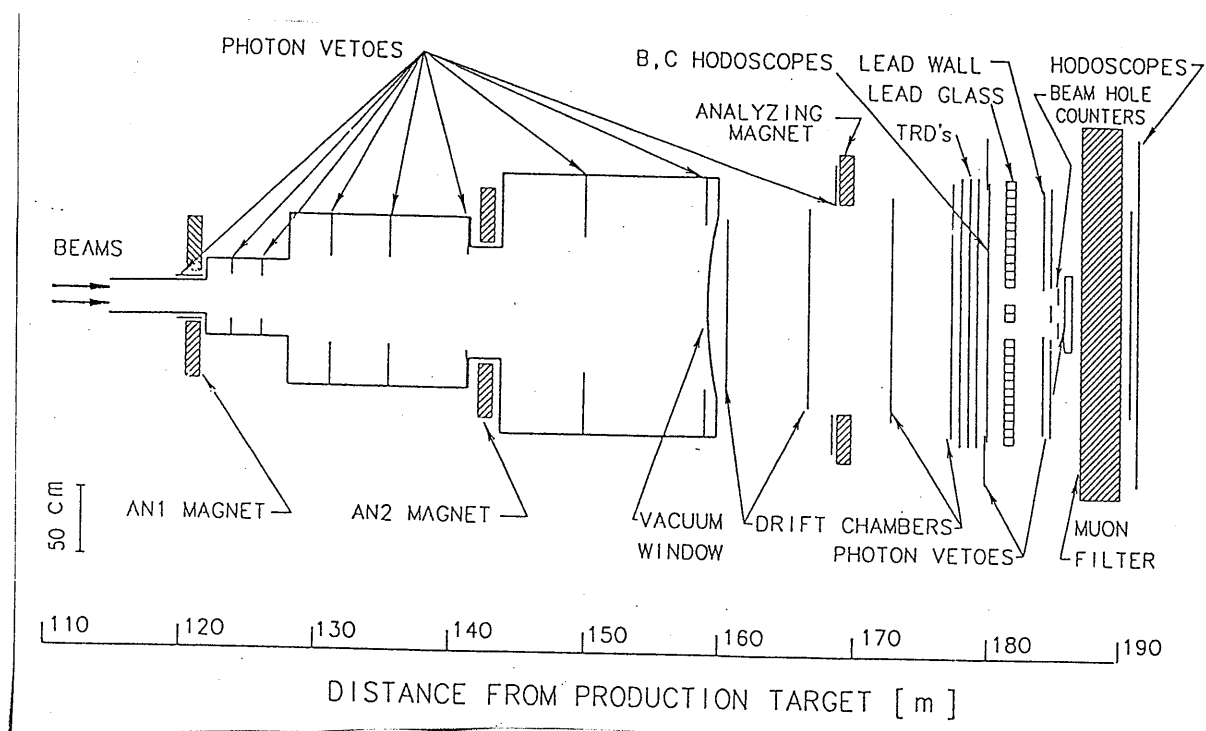 PHOTON VETOES
B,C HODOSCOPES
LEAD WALL
HODOSCOPES
LEAD GLASS
BEAM HOLE
COUNTERS
ANALYZING
MAGNET
TRD's
BEAMS
AN1 MAGNET
AN2 MAGNET
VACUUM
WINDOW
DRIFT CHAMBERS
PHOTON VETOES
MUON
FILTER
50 cm
110 120 130 140 150 160 170 180 190
DISTANCE FROM PRODUCTION TARGET [m]